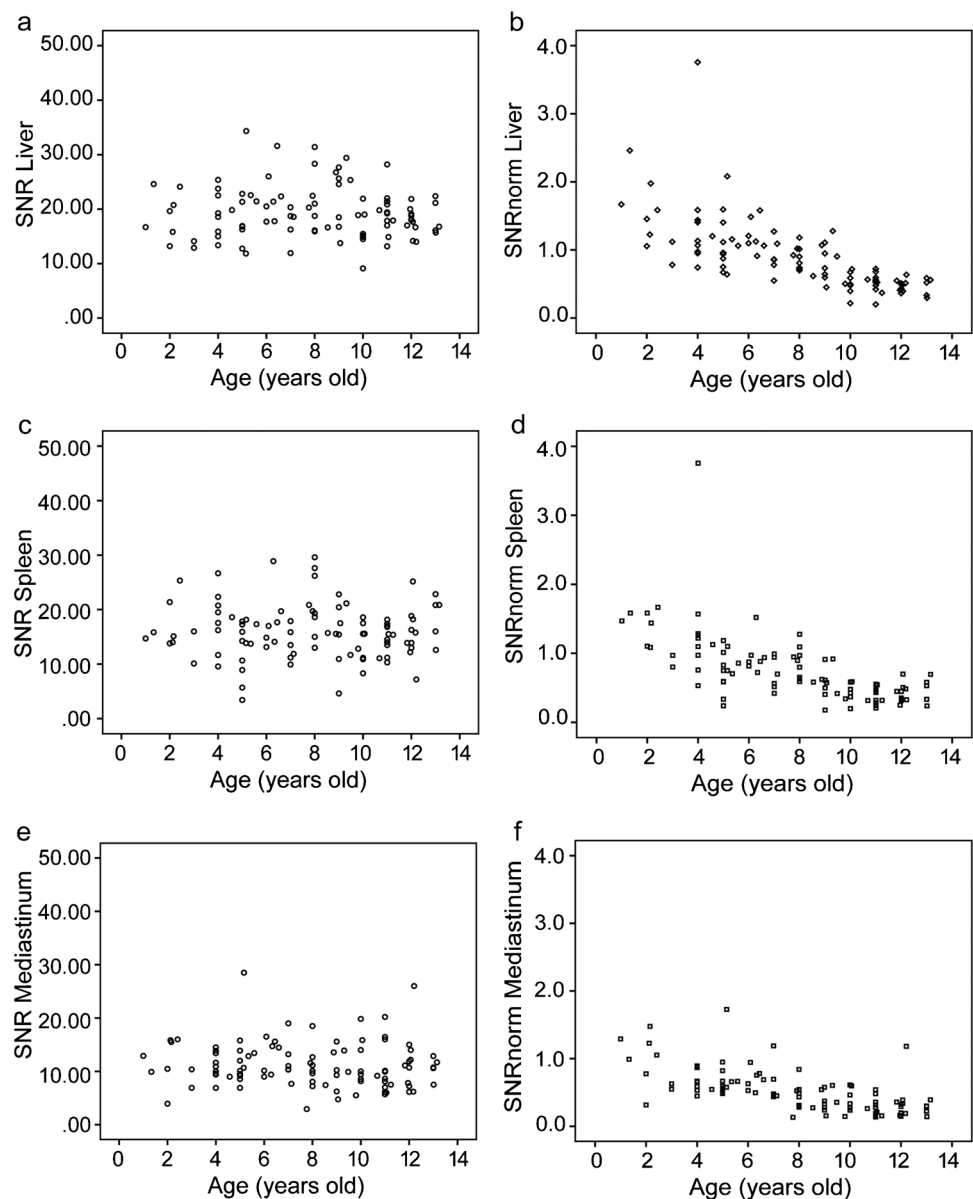 a
50.00
40.00
30.00
20.00
10.00
.00
SNR Liver
0 2 4 6 8 10 12 14
Age (years old)
b
4.0
3.0
2.0
1.0
0.0
SNRnorm Liver
0 2 4 6 8 10 12 14
Age (years old)
c
50.00
40.00
30.00
20.00
10.00
.00
SNR Spleen
0 2 4 6 8 10 12 14
Age (years old)
d
4.0
3.0
2.0
1.0
0.0
SNRnorm Spleen
0 2 4 6 8 10 12 14
Age (years old)
e
50.00
40.00
30.00
20.00
10.00
.00
SNR Mediastinum
0 2 4 6 8 10 12 14
Age (years old)
f
4.0
3.0
2.0
1.0
0.0
SNRnorm Mediastinum
0 2 4 6 8 10 12 14
Age (years old)